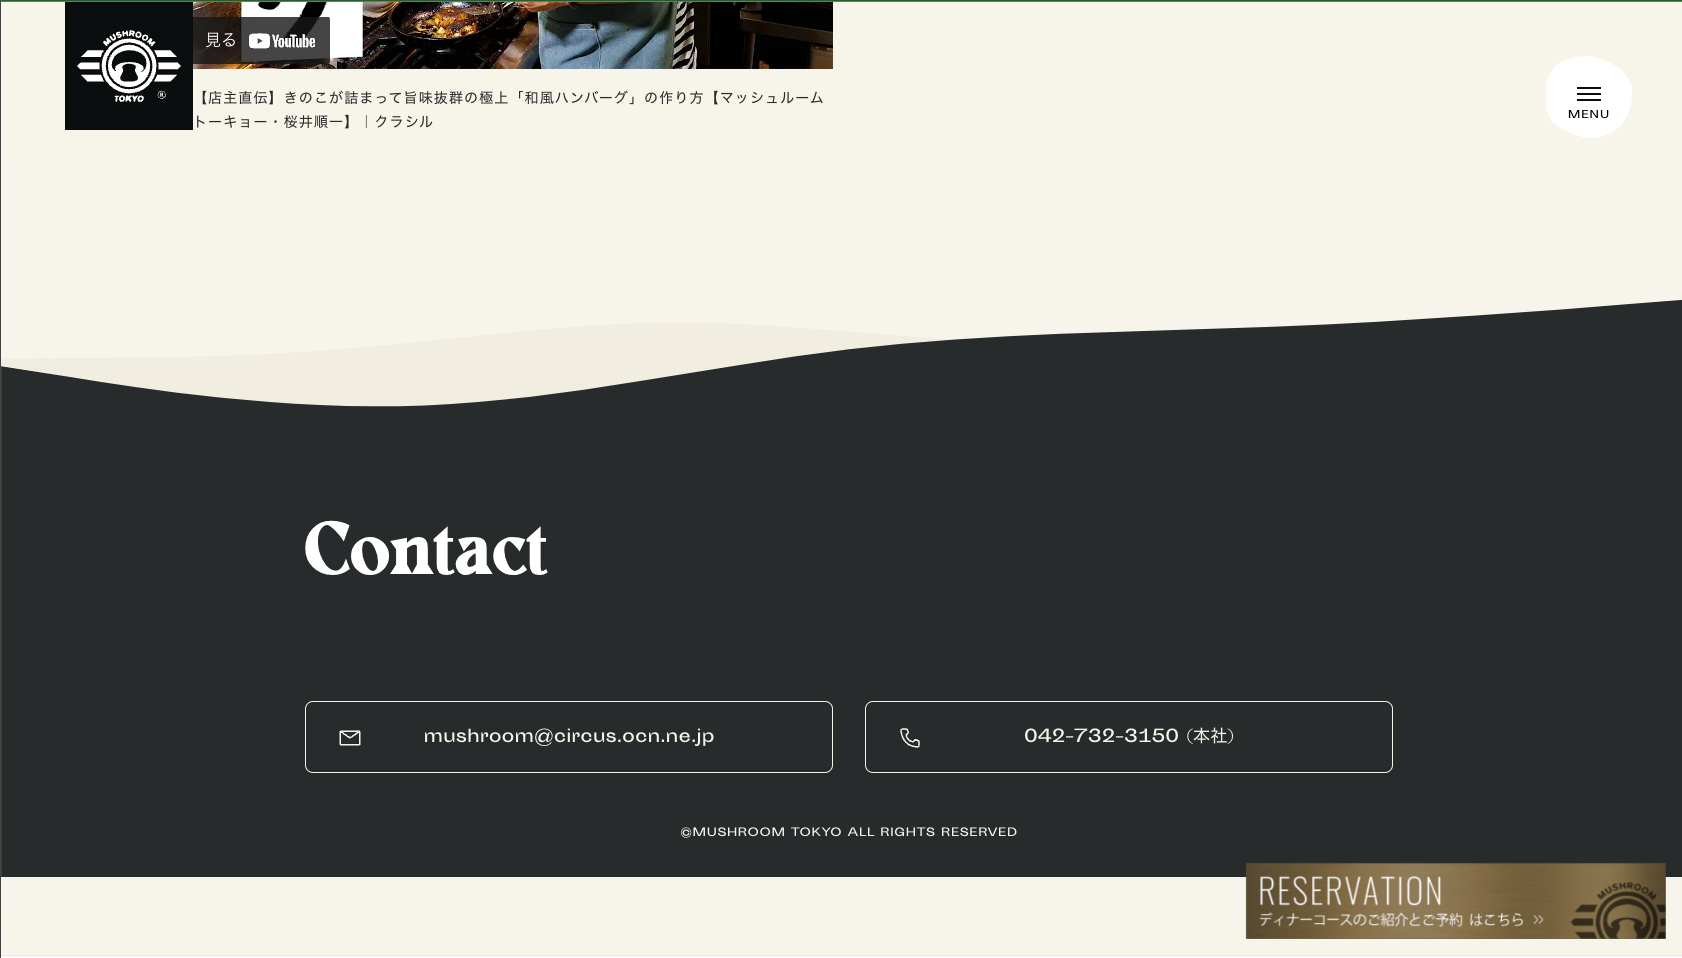 MUSHROOM
TOKYO
®
見る YouTube
【店主直伝】きのこが詰まって旨味抜群の極上「和風ハンバーグ」の作り方【マッシュルーム
トーキョー・桜井順一】｜クラシル
MENU
Contact
mushroom@circus.ocn.ne.jp
042-732-3150（本社）
©MUSHROOM TOKYO ALL RIGHTS RESERVED
RESERVATION
ディナーコースのご紹介とご予約 はこちら »
MUSHROOM